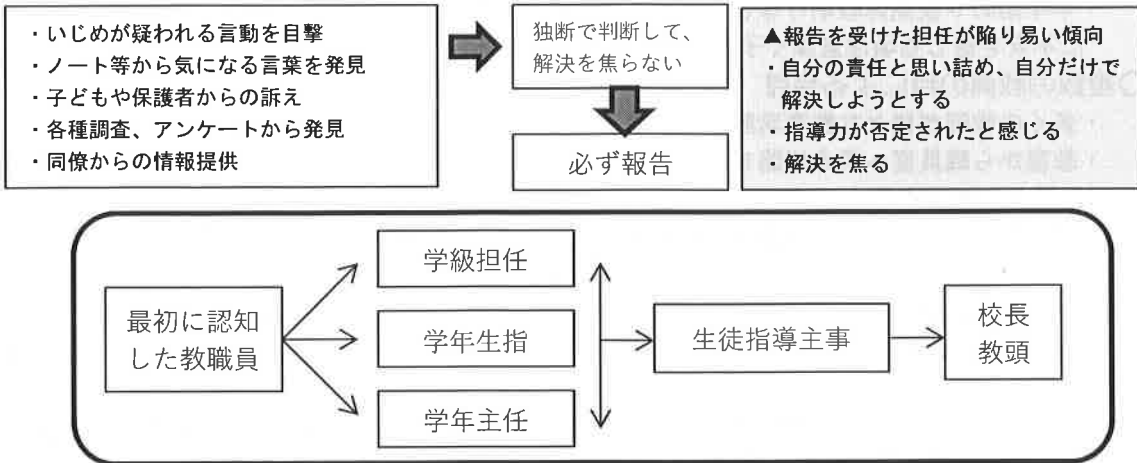 ・いじめが疑われる言動を目撃
・ノート等から気になる言葉を発見
・子どもや保護者からの訴え
・各種調査、アンケートから発見
・同僚からの情報提供
独断で判断して、
解決を焦らない
必ず報告
▲報告を受けた担任が陥り易い傾向
・自分の責任と思い詰め、自分だけで
解決しようとする
・指導力が否定されたと感じる
・解決を焦る
最初に認知
した教職員
学級担任
学年生指
学年主任
生徒指導主事
校長
教頭